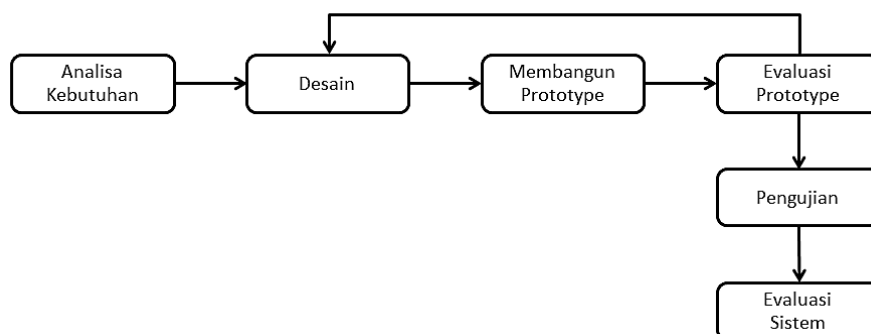 Analisa
Kebutuhan
Desain
Membangun
Prototype
Evaluasi
Prototype
Pengujian
Evaluasi
Sistem